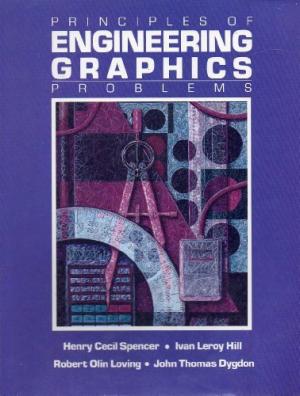 PRINCIPLES OF
ENGINEERING
GRAPHICS
PROBLEMS
Henry Cecil Spencer • Ivan Leroy Hill
Robert Olin Loving • John Thomas Dygdon